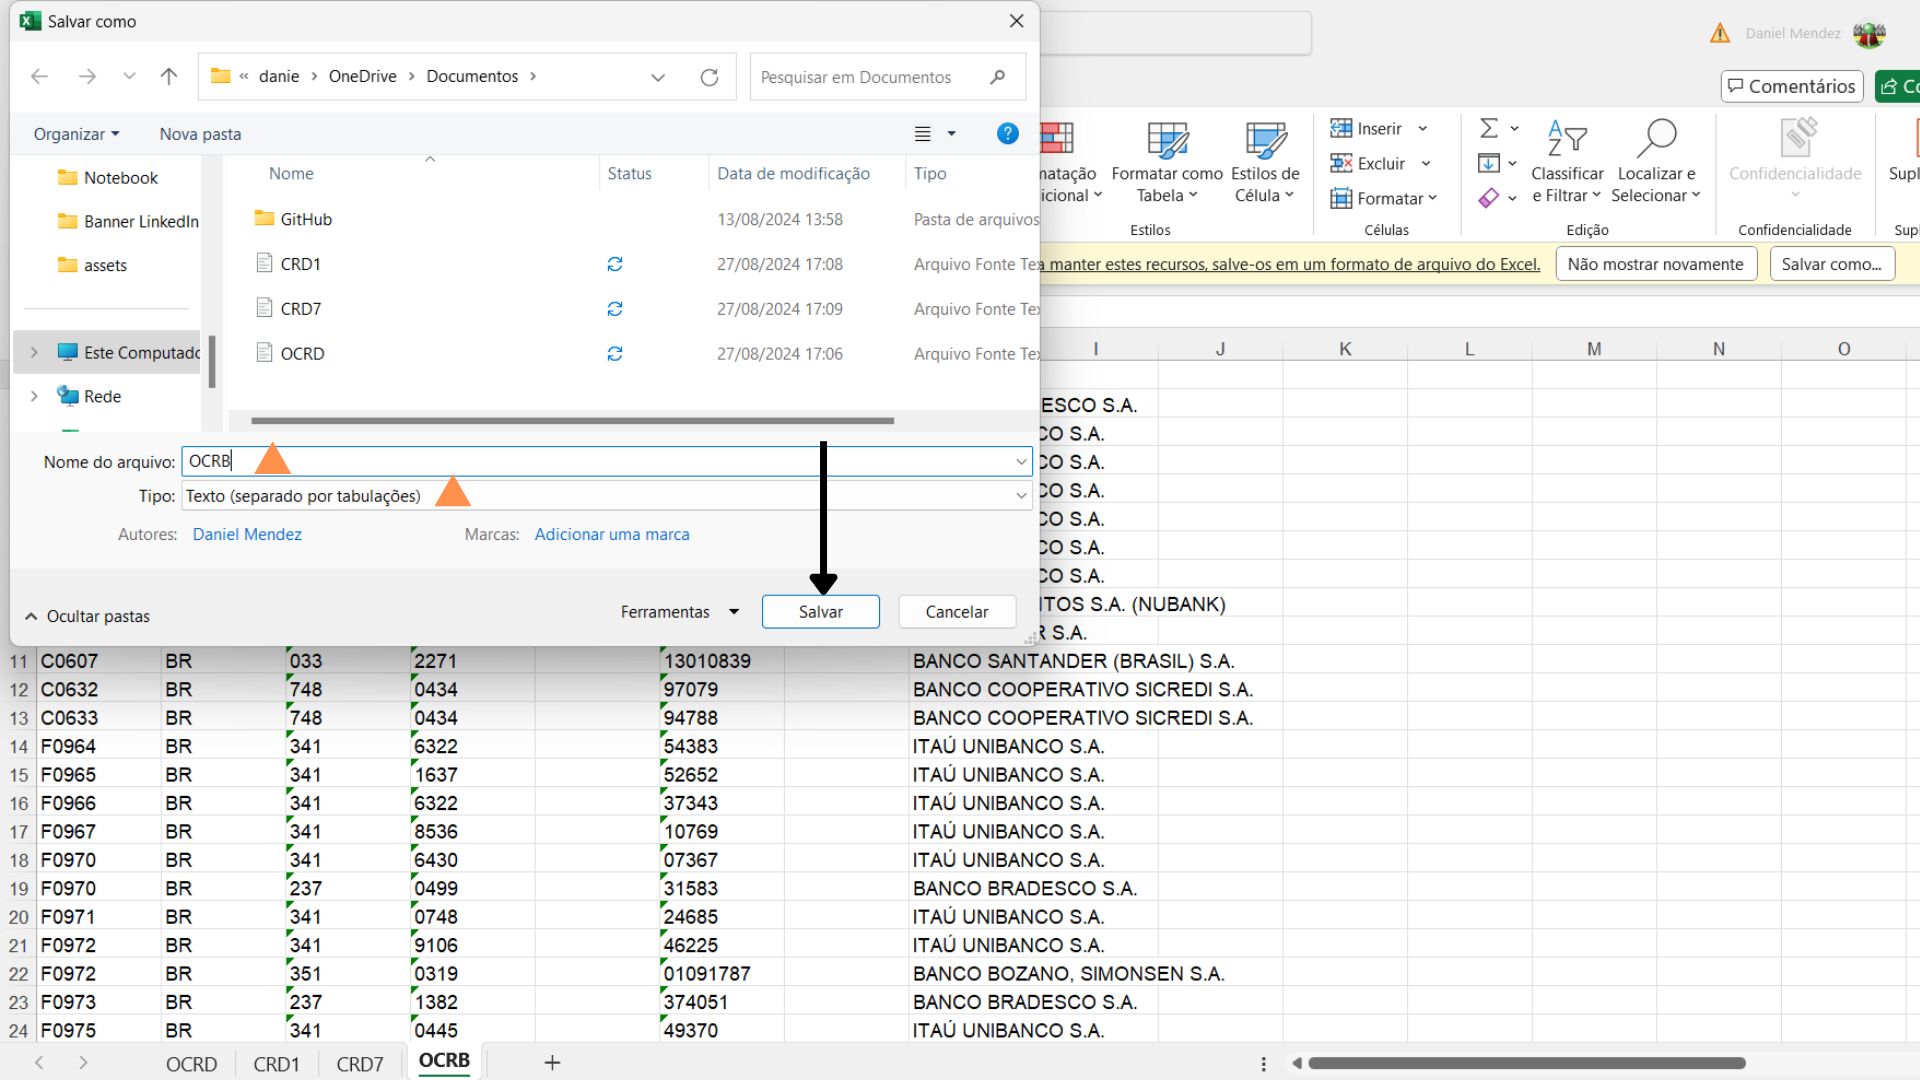 Salvar como
« danie › OneDrive › Documentos ›
Pesquisar em Documentos
Organizar
Nova pasta
Notebook
Banner LinkedIn
assets
Este Computado
Rede
Nome Status Data de modificação Tipo
GitHub 13/08/2024 13:58 Pasta de arquivos
CRD1 27/08/2024 17:08 Arquivo Fonte Te
CRD7 27/08/2024 17:09 Arquivo Fonte Te
OCRD 27/08/2024 17:06 Arquivo Fonte Te
Nome do arquivo: OCRB
Tipo: Texto (separado por tabulações)
Autores: Daniel Mendez Marcas: Adicionar uma marca
Ocultar pastas
Ferramentas
Salvar
Cancelar
Daniel Mendez
Comentários
Co
matação
icional
Formatar como
Tabela
Estilos de
Célula
Estilos
Inserir
Excluir
Formatar
Células
Classificar
e Filtrar
Localizar e
Selecionar
Edição
Confidencialidade
Confidencialidade
Supl
Supl
a manter estes recursos, salve-os em um formato de arquivo do Excel.
Não mostrar novamente
Salvar como...
I J K L M N O
ESCO S.A.
CO S.A.
CO S.A.
CO S.A.
CO S.A.
CO S.A.
CO S.A.
TOS S.A. (NUBANK)
R S.A.
11 C0607 BR 033 2271 13010839 BANCO SANTANDER (BRASIL) S.A.
12 C0632 BR 748 0434 97079 BANCO COOPERATIVO SICREDI S.A.
13 C0633 BR 748 0434 94788 BANCO COOPERATIVO SICREDI S.A.
14 F0964 BR 341 6322 54383 ITAÚ UNIBANCO S.A.
15 F0965 BR 341 1637 52652 ITAÚ UNIBANCO S.A.
16 F0966 BR 341 6322 37343 ITAÚ UNIBANCO S.A.
17 F0967 BR 341 8536 10769 ITAÚ UNIBANCO S.A.
18 F0970 BR 341 6430 07367 ITAÚ UNIBANCO S.A.
19 F0970 BR 237 0499 31583 BANCO BRADESCO S.A.
20 F0971 BR 341 0748 24685 ITAÚ UNIBANCO S.A.
21 F0972 BR 341 9106 46225 ITAÚ UNIBANCO S.A.
22 F0972 BR 351 0319 01091787 BANCO BOZANO, SIMONSEN S.A.
23 F0973 BR 237 1382 374051 BANCO BRADESCO S.A.
24 F0975 BR 341 0445 49370 ITAÚ UNIBANCO S.A.
OCRD CRD1 CRD7 OCRB